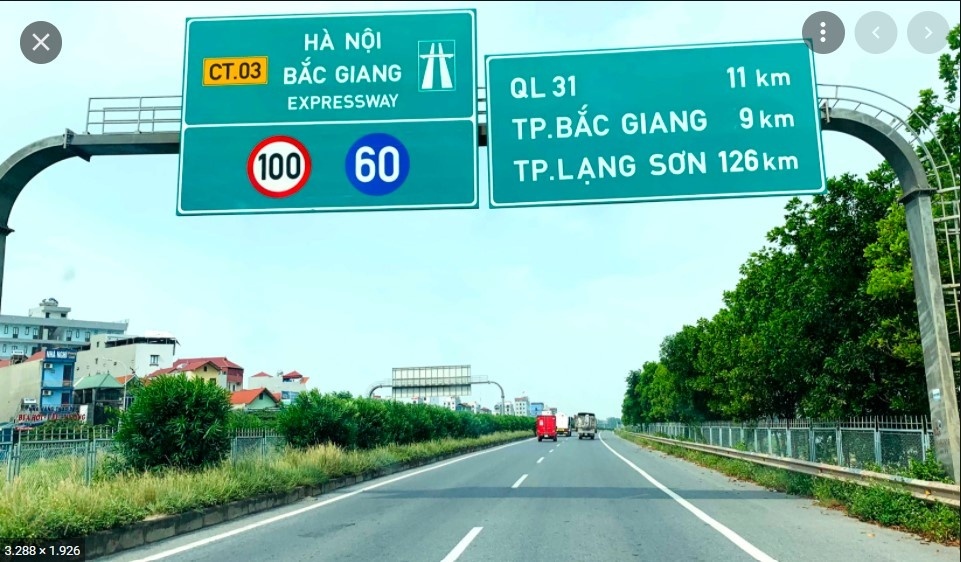 HÀ NỘI
CT.03
BẮC GIANG
EXPRESSWAY
100
60
QL 31 11 km
TP.BẮC GIANG 9 km
TP.LẠNG SƠN 126 km
3.288 × 1.926